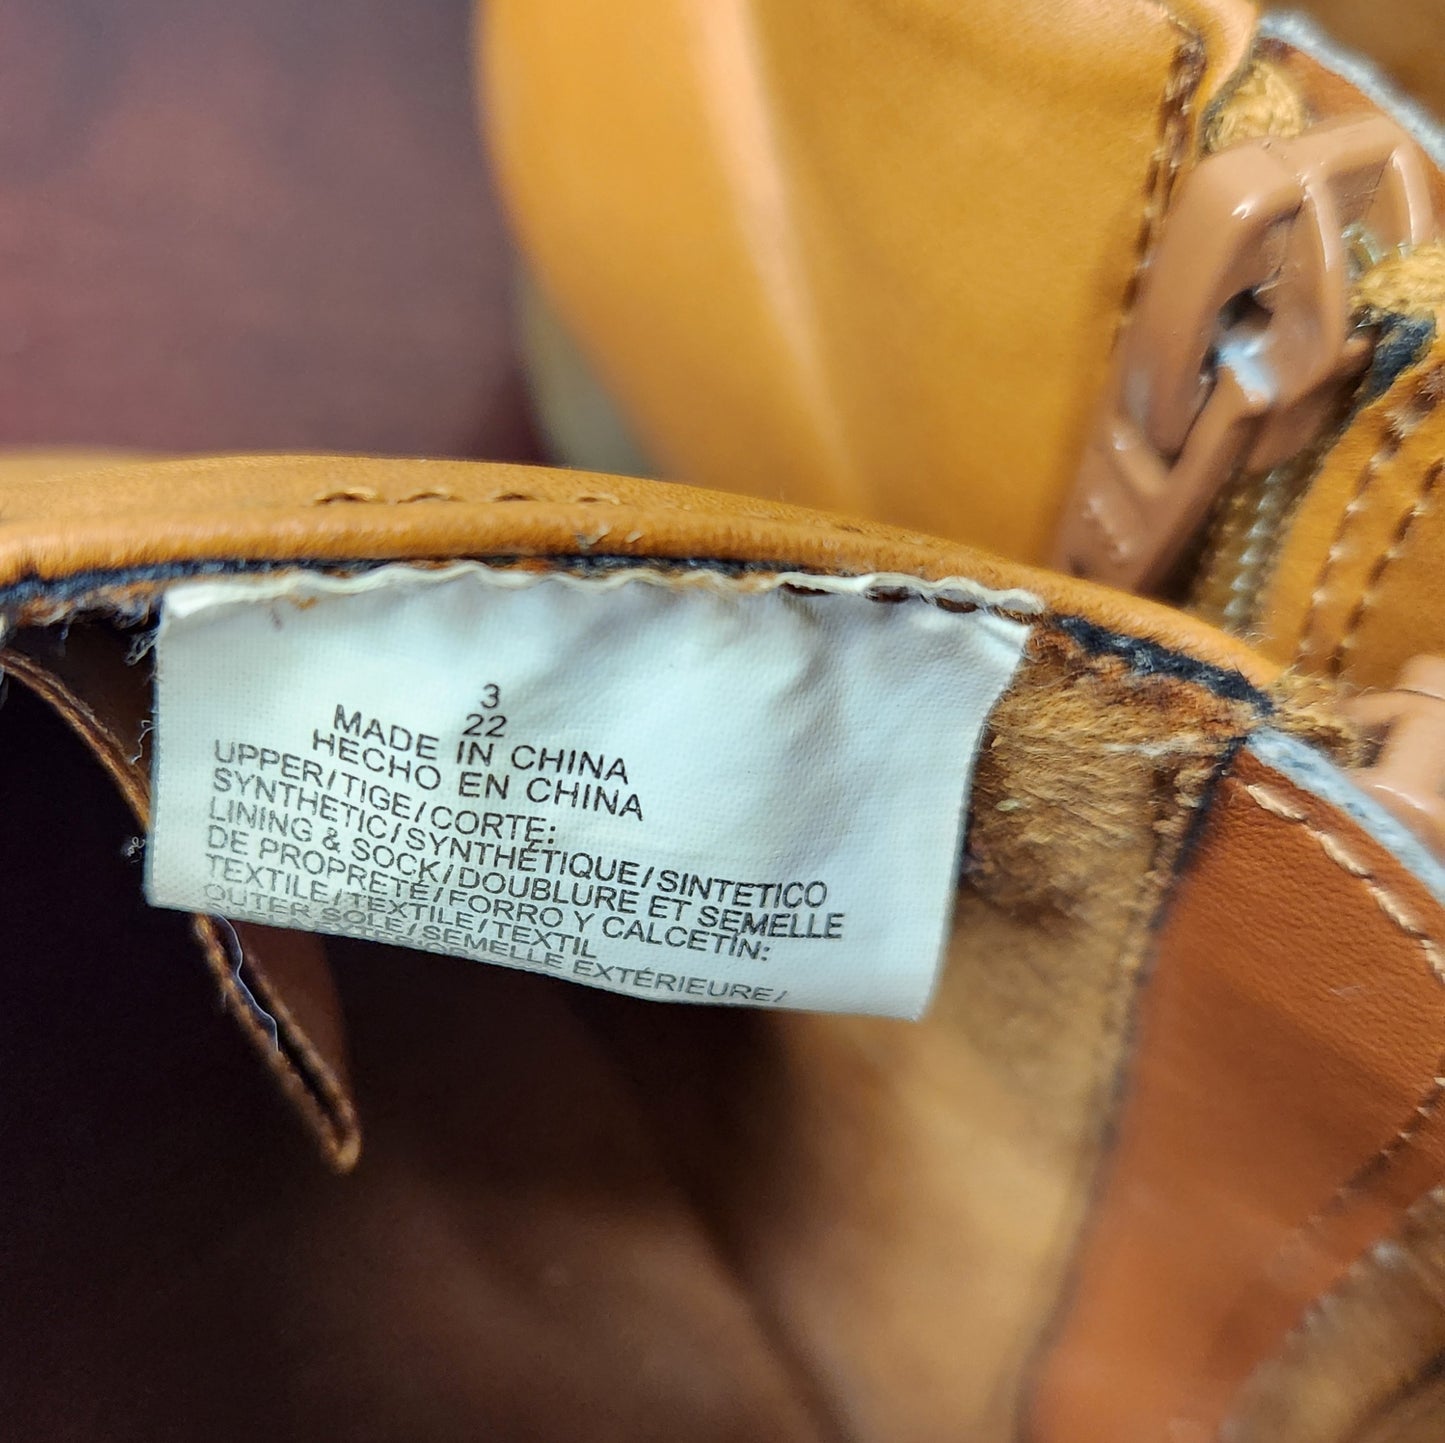 3
22
MADE IN CHINA
HECHO EN CHINA
UPPER/TIGE/CORTE:
SYNTHETIC/SYNTHÉTIQUE/SINTETICO
LINING & SOCK/DOUBLURE ET SEMELLE
DE PROPRETÉ/FORRO Y CALCETÍN:
TEXTILE/TEXTILE/TEXTIL
OUTER SOLE/SEMELLE EXTÉRIEURE/